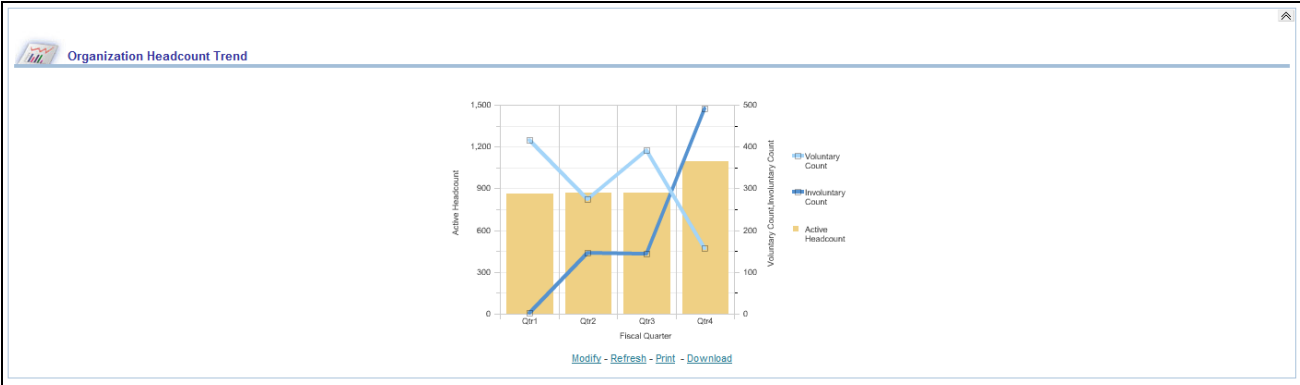 Organization Headcount Trend
1,500
1,200
900
600
300
0
Active Headcount
500
400
300
200
100
0
Voluntary Count,Involuntary Count
Qtr1 Qtr2 Qtr3 Qtr4
Fiscal Quarter
Voluntary
Count
Involuntary
Count
Active
Headcount
Modify - Refresh - Print - Download